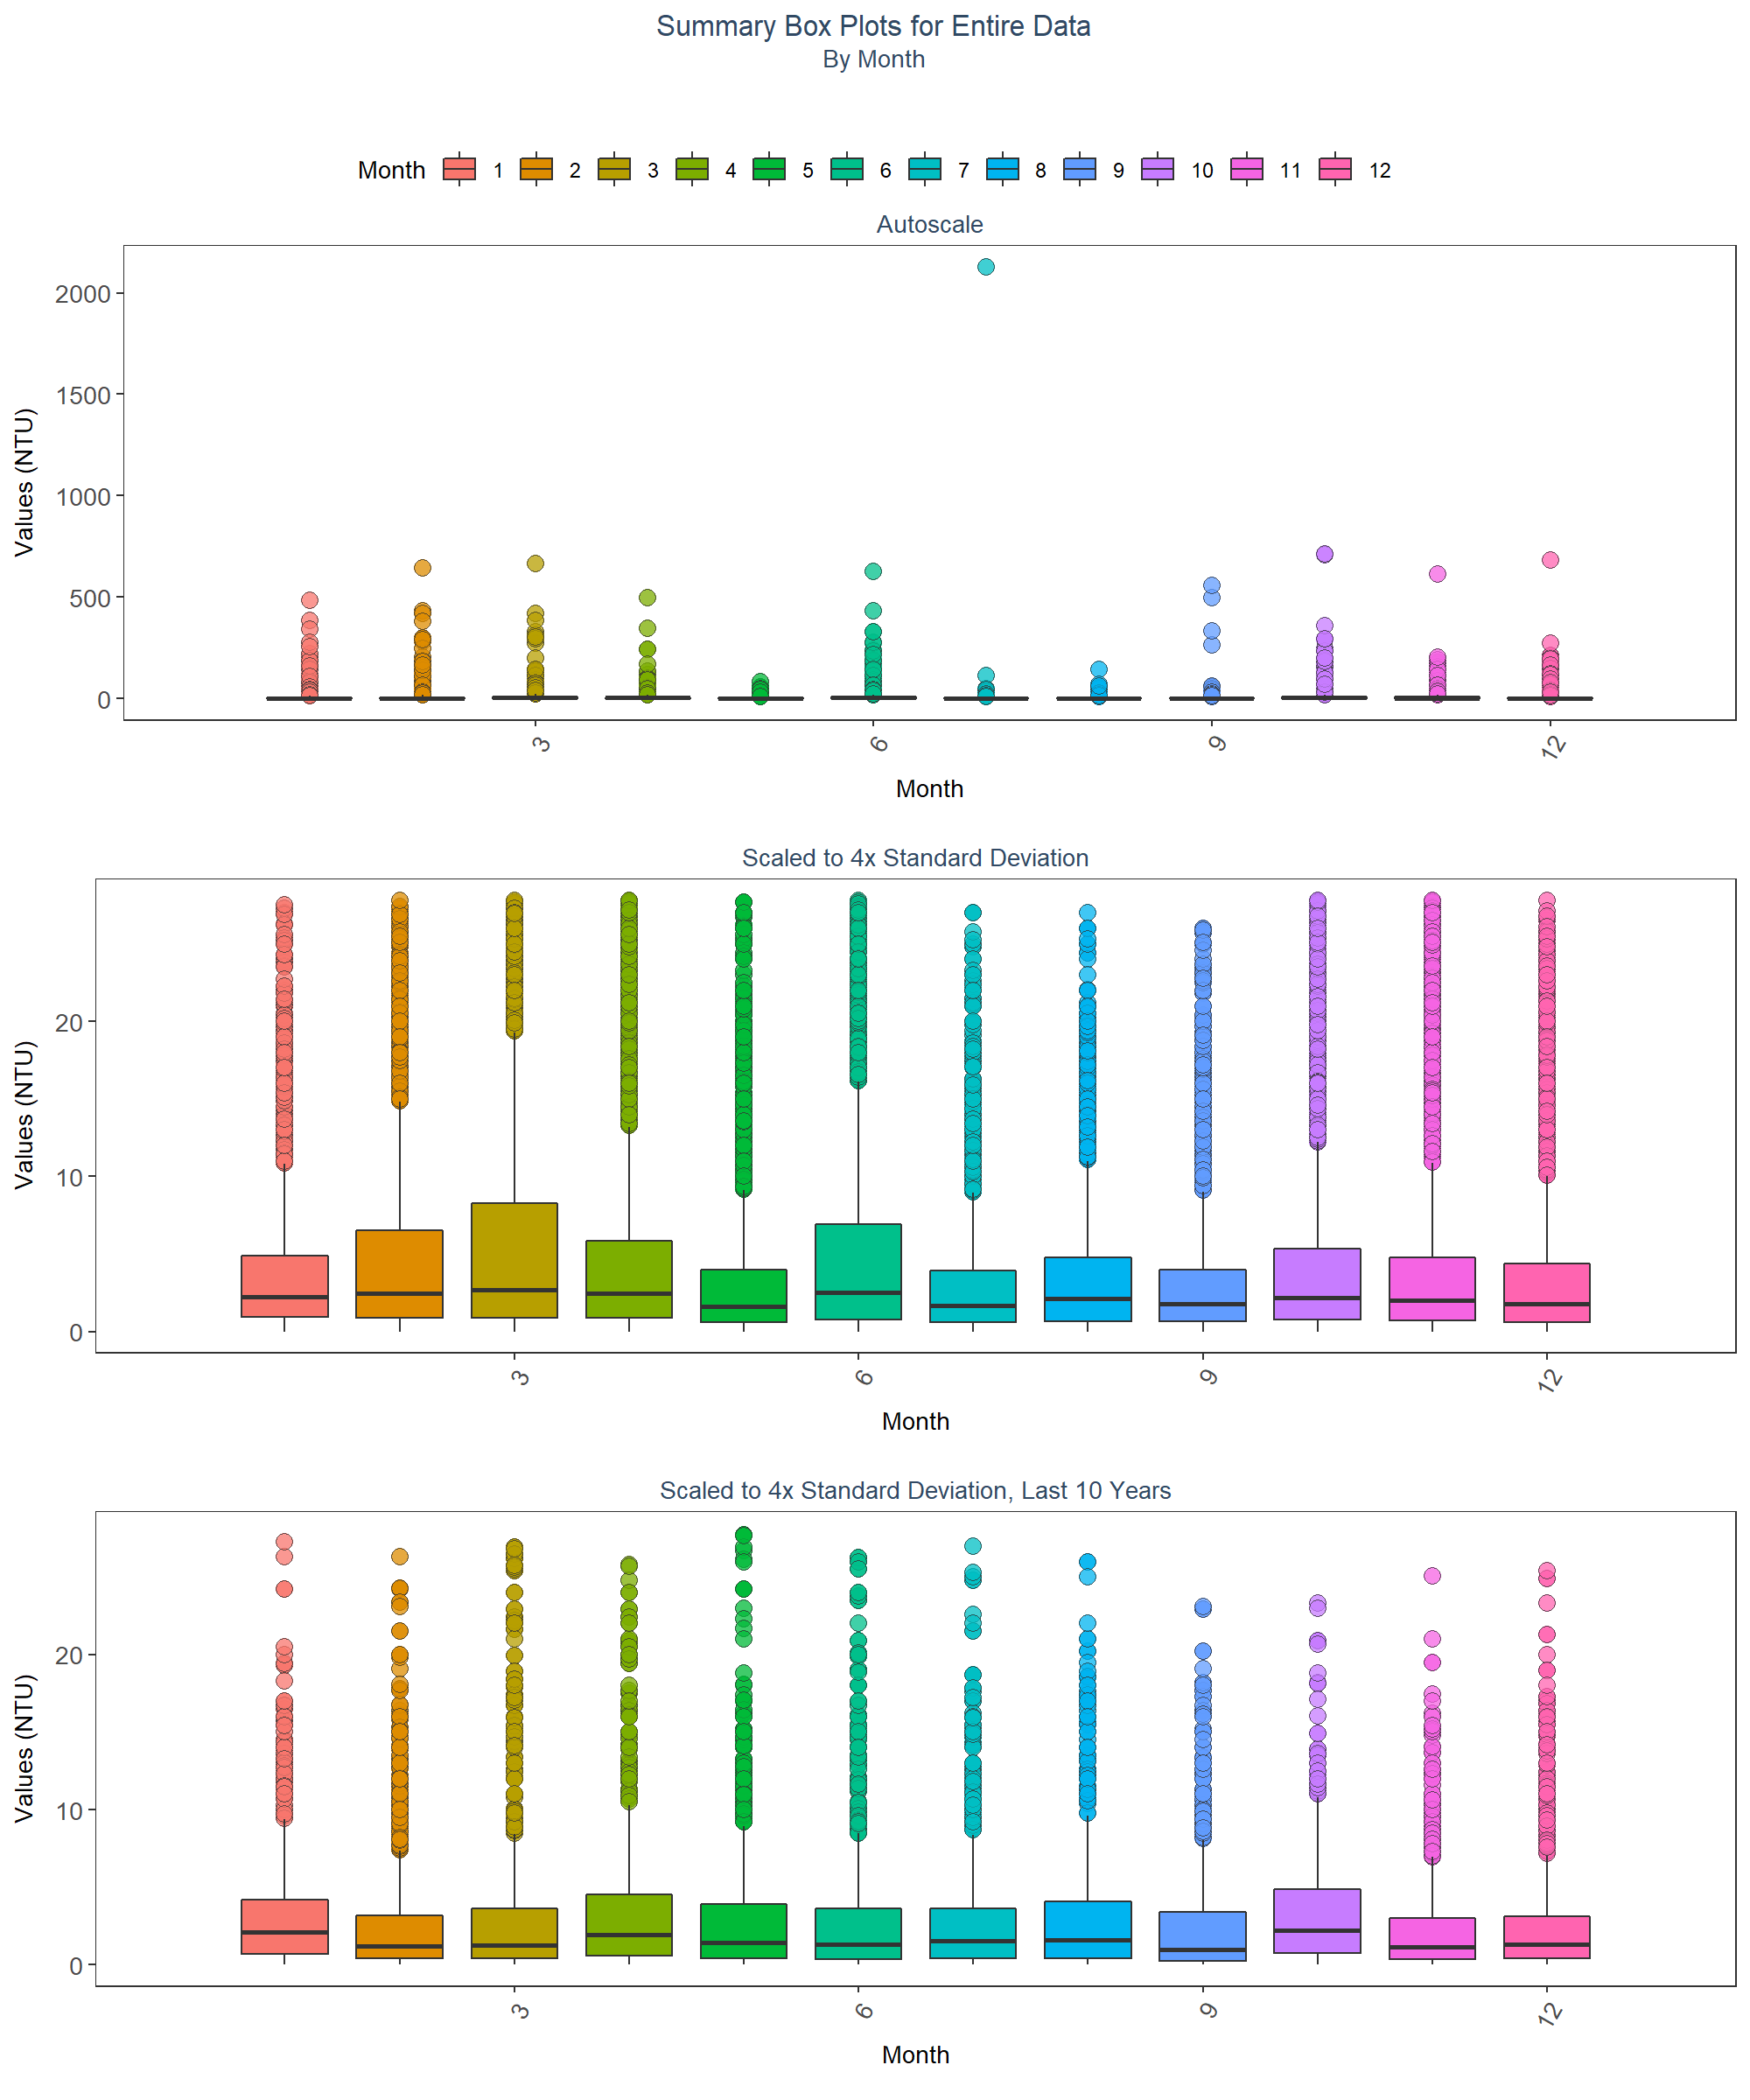 Summary Box Plots for Entire Data
By Month
Month 1 2 3 4 5 6 7 8 9 10 11 12
Autoscale
Values (NTU)
2000
1500
1000
500
0
3 6 9 12
Month
Scaled to 4x Standard Deviation
Values (NTU)
20
10
0
3 6 9 12
Month
Scaled to 4x Standard Deviation, Last 10 Years
Values (NTU)
20
10
0
3 6 9 12
Month